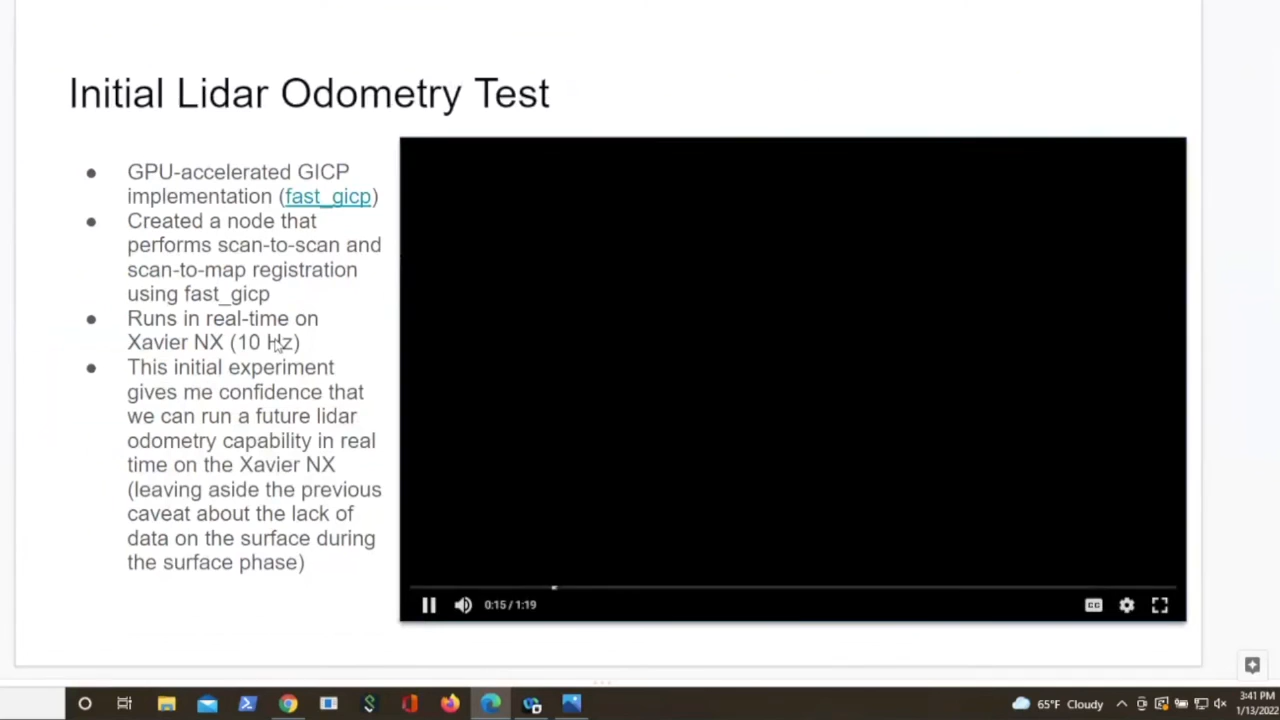 Initial Lidar Odometry Test
● GPU-accelerated GICP
implementation (fast_gicp)
● Created a node that
performs scan-to-scan and
scan-to-map registration
using fast_gicp
● Runs in real-time on
Xavier NX (10 Hz)
● This initial experiment
gives me confidence that
we can run a future lidar
odometry capability in real
time on the Xavier NX
(leaving aside the previous
caveat about the lack of
data on the surface during
the surface phase)
0:15 / 1:19
CC
65°F Cloudy
3:41 PM
1/13/2022